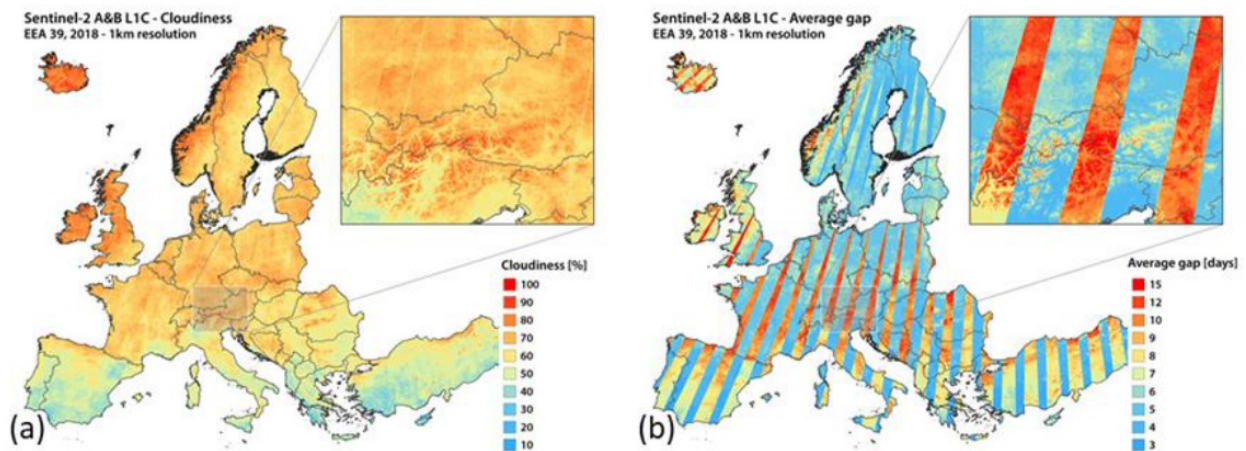 Sentinel-2 A&B L1C - Cloudiness
EEA 39, 2018 - 1km resolution
Cloudiness [%]
100
90
80
70
60
50
40
30
20
10
(a)
Sentinel-2 A&B L1C - Average gap
EEA 39, 2018 - 1km resolution
Average gap [days]
15
12
10
9
8
7
6
5
4
3
(b)